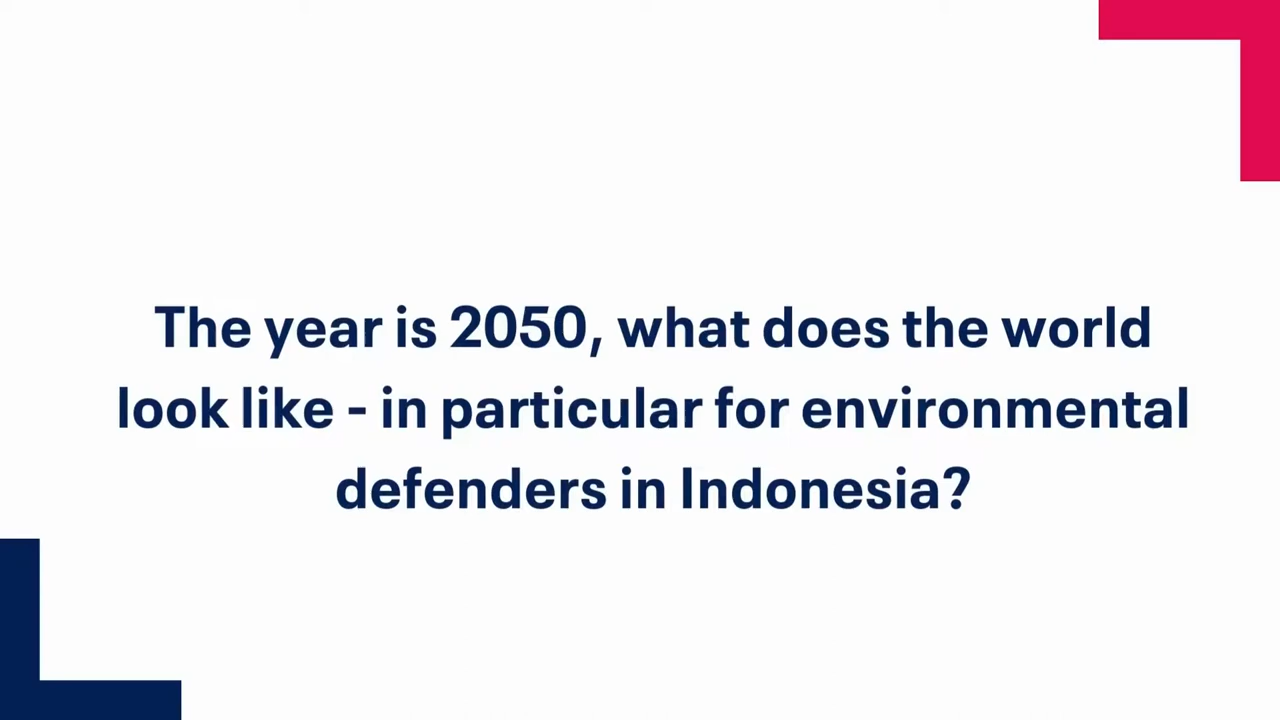 The year is 2050, what does the world
look like - in particular for environmental
defenders in Indonesia?